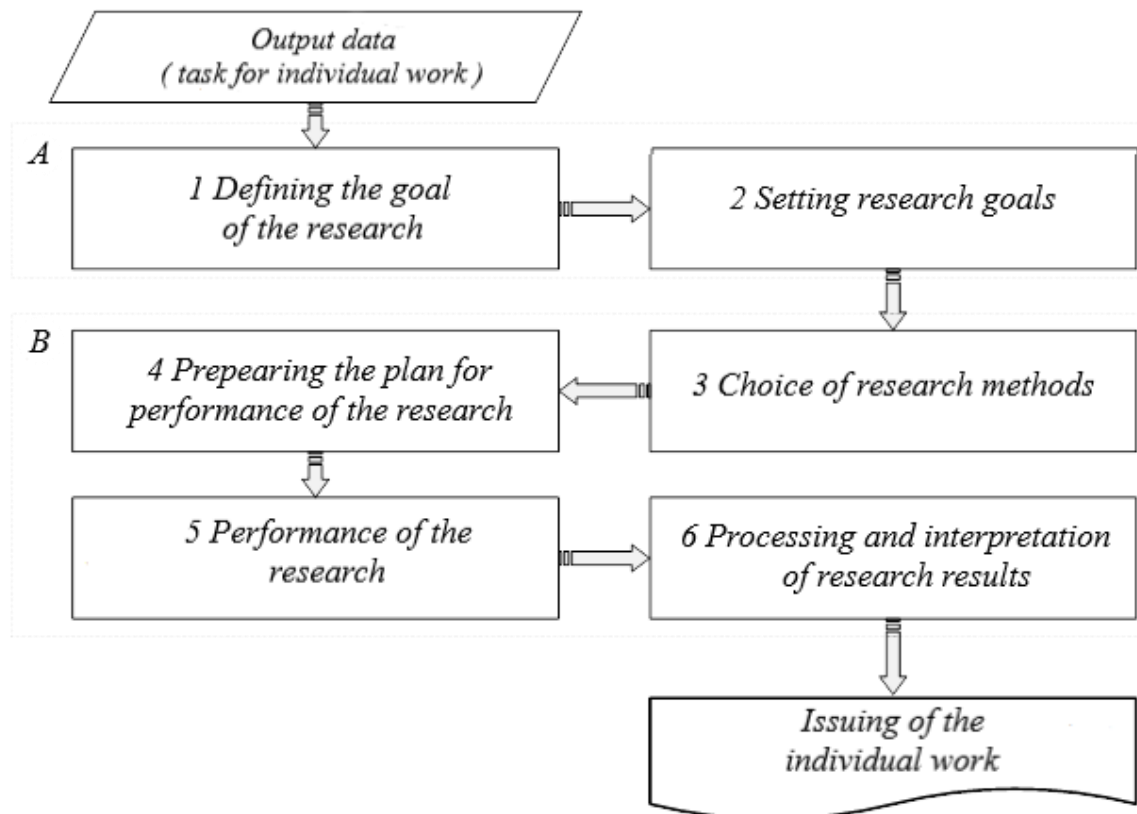 Output data
( task for individual work )
A
1 Defining the goal
of the research
2 Setting research goals
B
4 Prepearing the plan for
performance of the research
3 Choice of research methods
5 Performance of the
research
6 Processing and interpretation
of research results
Issuing of the
individual work